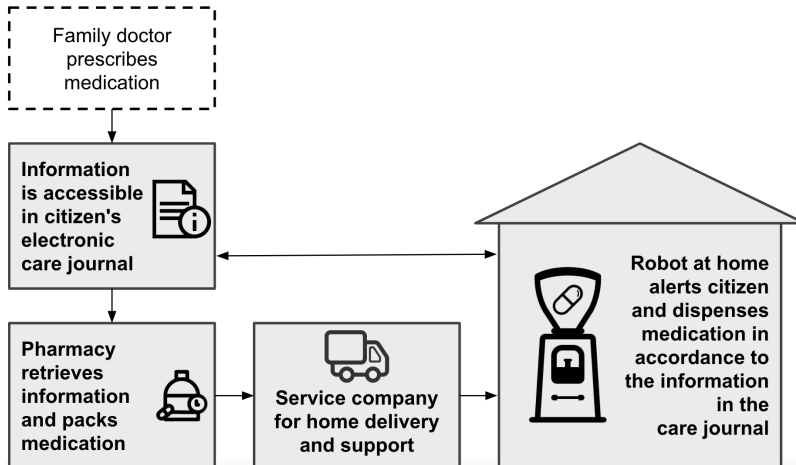 Family doctor
prescribes
medication
Information
is accessible
in citizen's
electronic
care journal
Pharmacy
retrieves
information
and packs
medication
Service company
for home delivery
and support
Robot at home
alerts citizen
and dispenses
medication in
accordance to
the information
in the
care journal